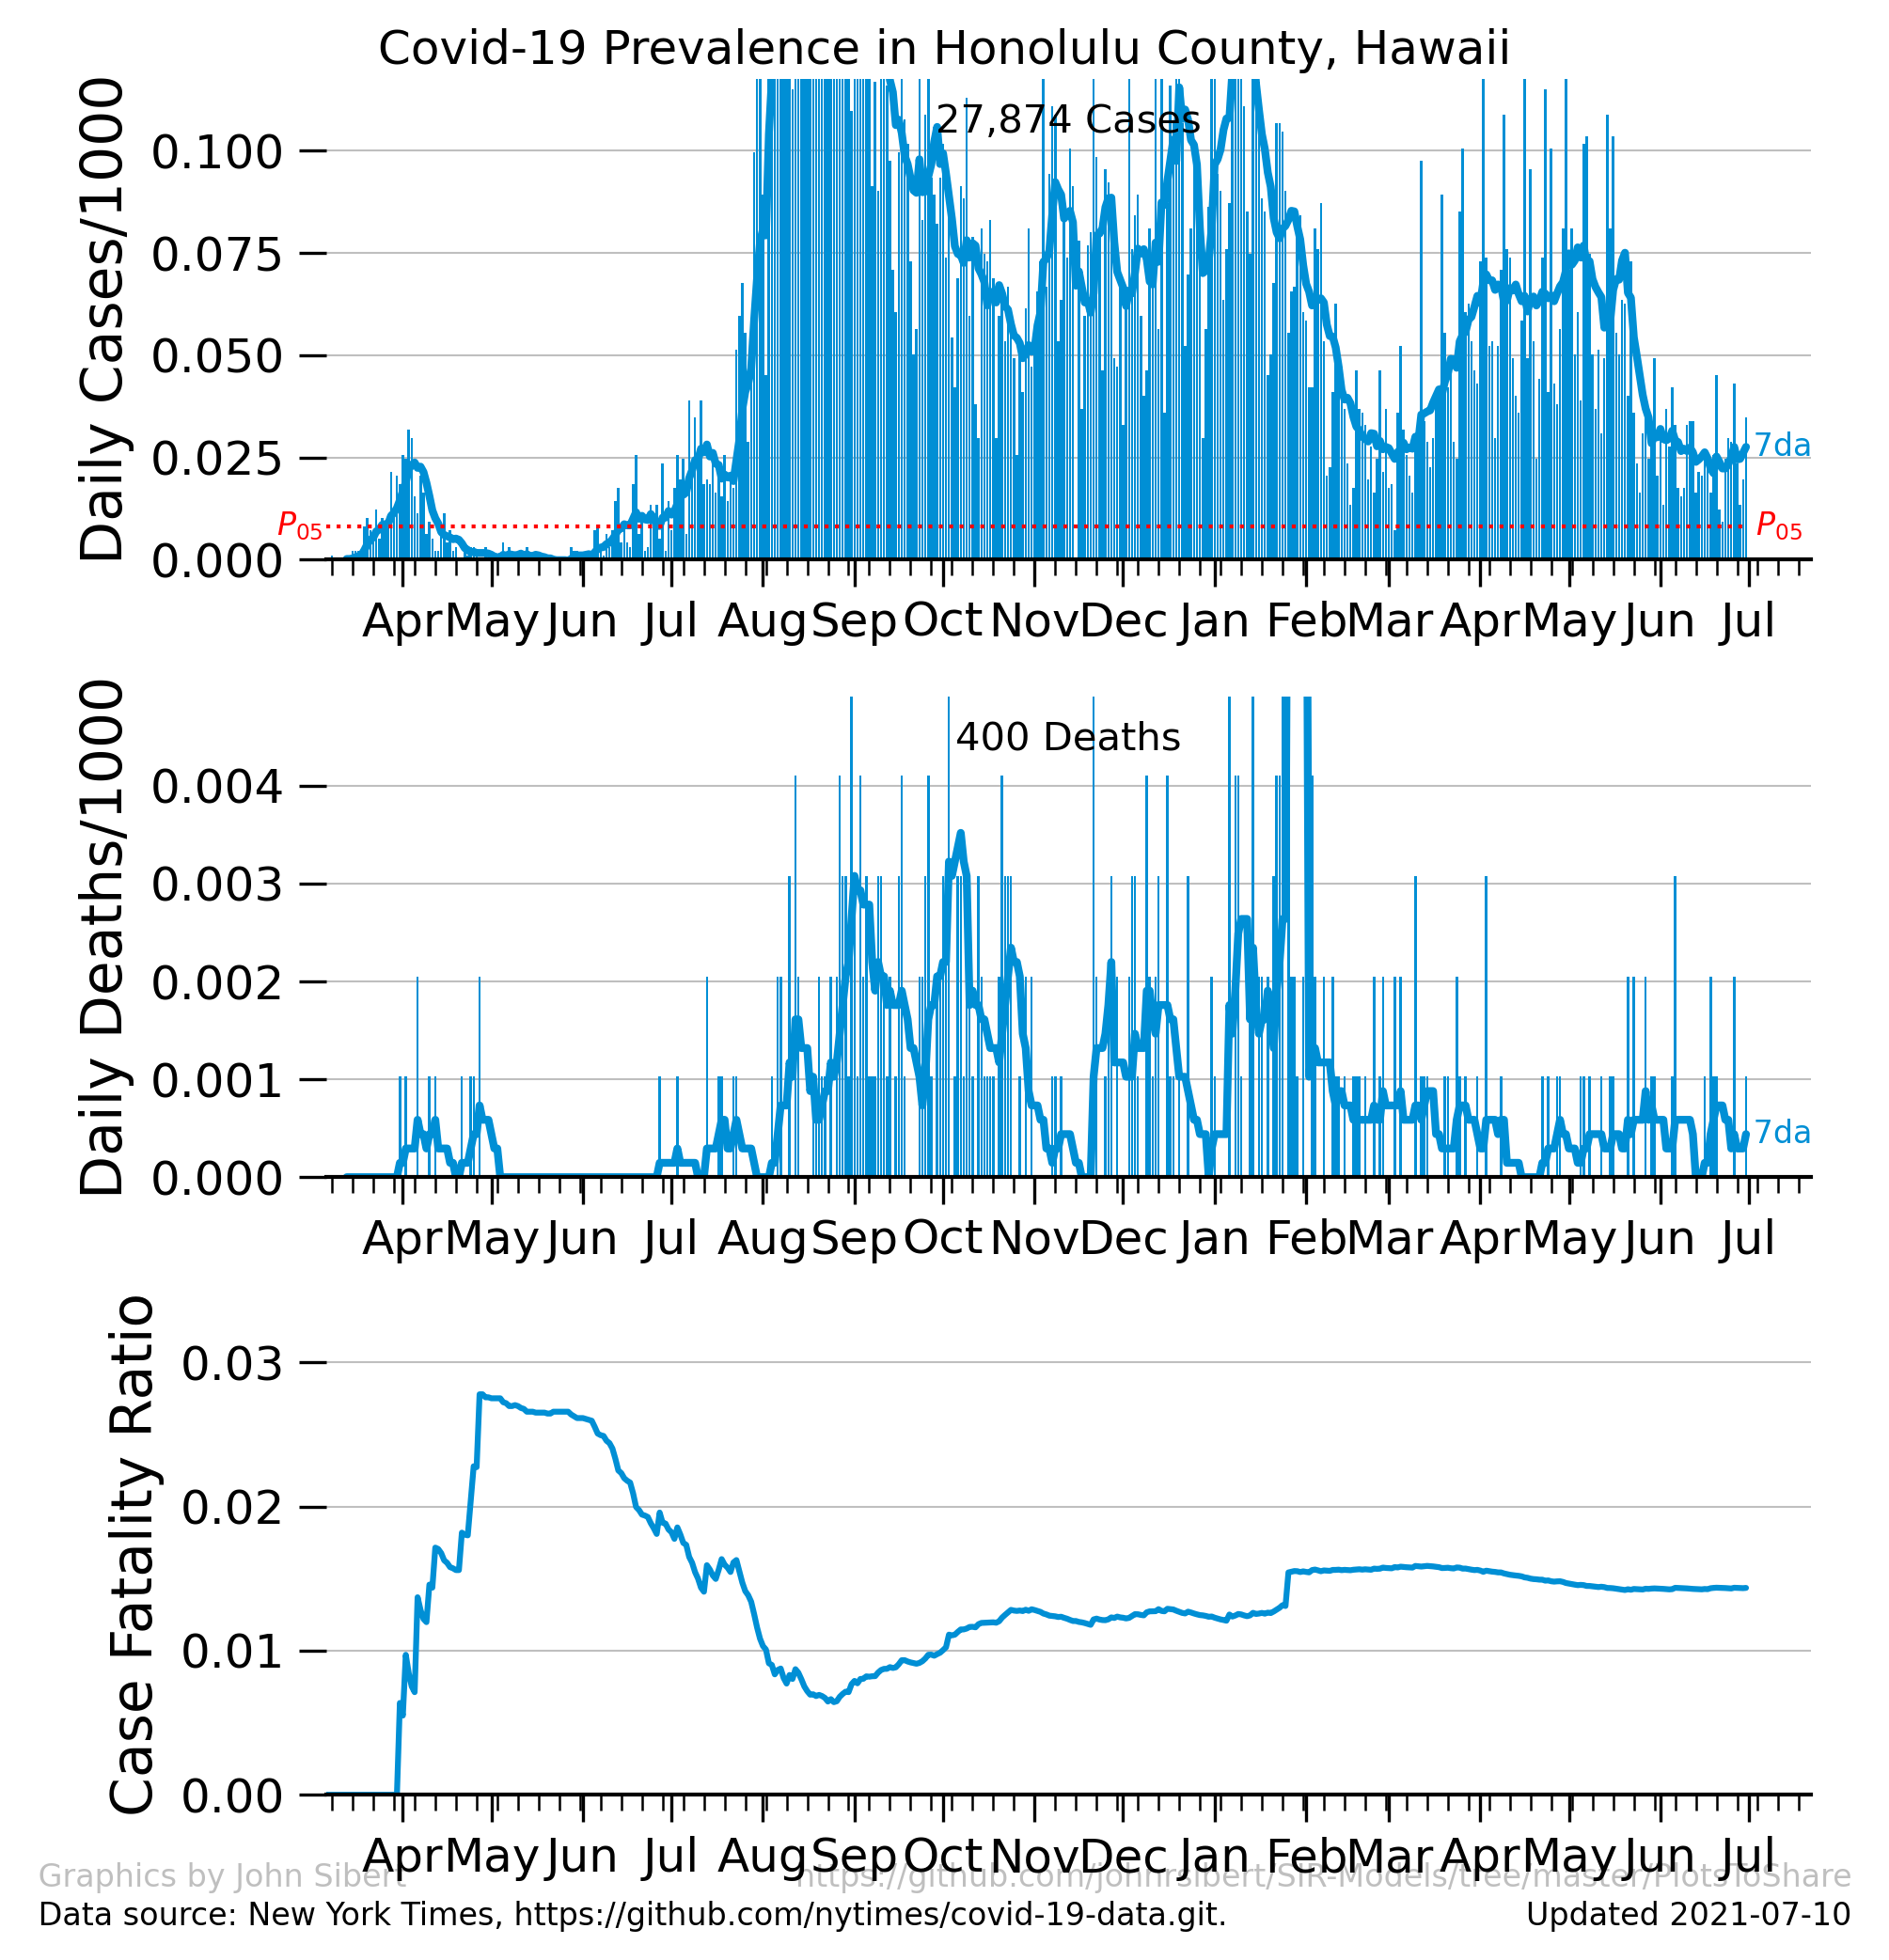 Covid-19 Prevalence in Honolulu County, Hawaii
Daily Cases/1000
27,874 Cases
0.100
0.075
0.050
0.025
0.000
7da
P05
P05
Apr May Jun Jul Aug Sep Oct Nov Dec Jan Feb Mar Apr May Jun Jul
Daily Deaths/1000
400 Deaths
0.004
0.003
0.002
0.001
0.000
7da
Apr May Jun Jul Aug Sep Oct Nov Dec Jan Feb Mar Apr May Jun Jul
Case Fatality Ratio
0.03
0.02
0.01
0.00
Apr May Jun Jul Aug Sep Oct Nov Dec Jan Feb Mar Apr May Jun Jul
Graphics by John Sibert https://github.com/johnrsibert/SIR-Models/tree/master/PlotsToShare
Data source: New York Times, https://github.com/nytimes/covid-19-data.git. Updated 2021-07-10